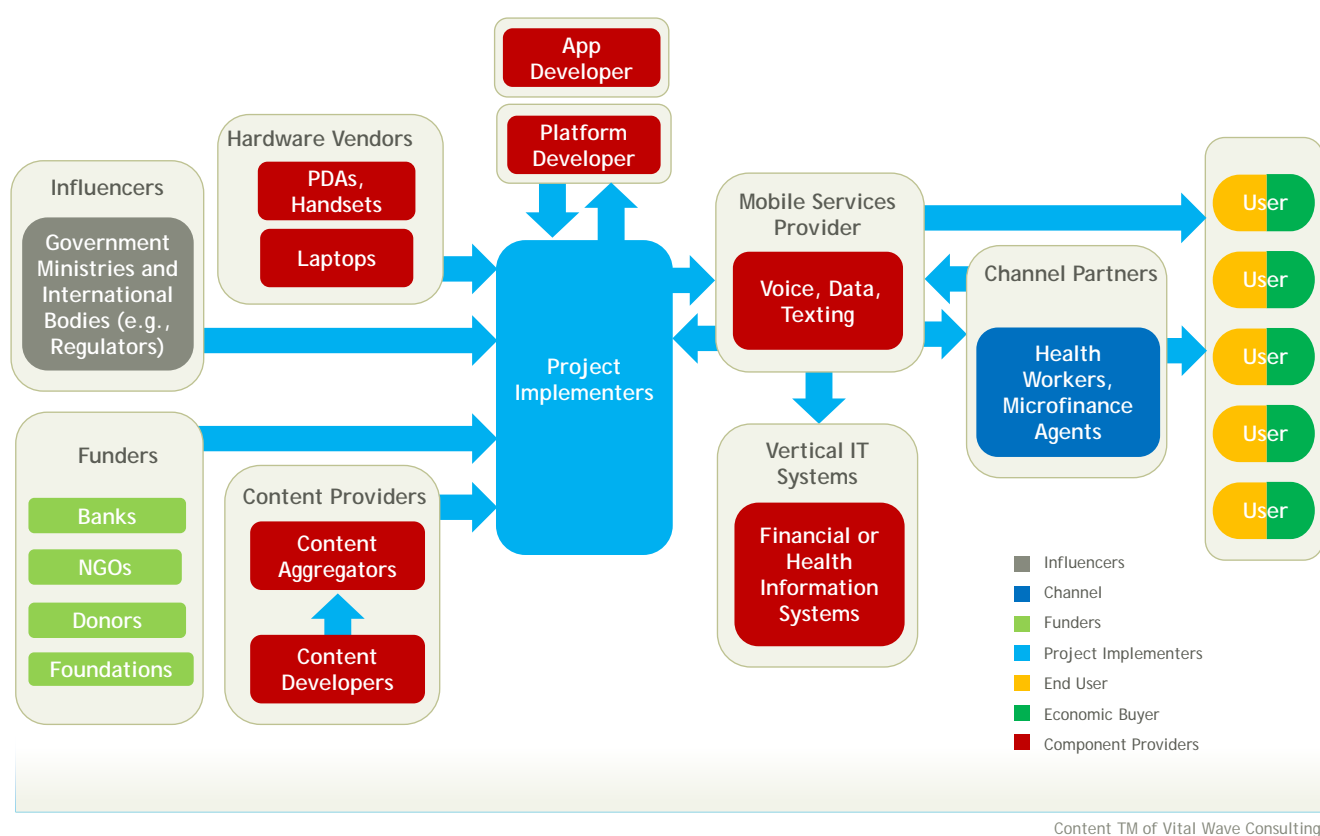 App
Developer
Platform
Developer
Hardware Vendors
PDAs,
Handsets
Laptops
Influencers
Government
Ministries and
International
Bodies (e.g.,
Regulators)
Funders
Banks
NGOs
Donors
Foundations
Content Providers
Content
Aggregators
Content
Developers
Project
Implementers
Mobile Services
Provider
Voice, Data,
Texting
Vertical IT
Systems
Financial or
Health
Information
Systems
Channel Partners
Health
Workers,
Microfinance
Agents
User
User
User
User
User
Influencers
Channel
Funders
Project Implementers
End User
Economic Buyer
Component Providers
Content TM of Vital Wave Consulting